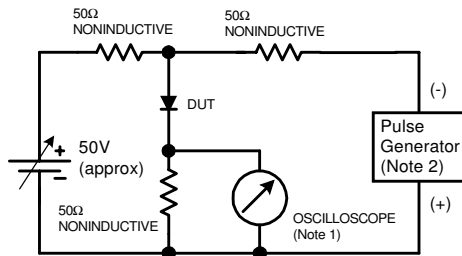 50Ω
NONINDUCTIVE
50Ω
NONINDUCTIVE
DUT
(-)
+
50V
(approx)
-
Pulse
Generator
(Note 2)
50Ω
NONINDUCTIVE
OSCILLOSCOPE
(Note 1)
(+)